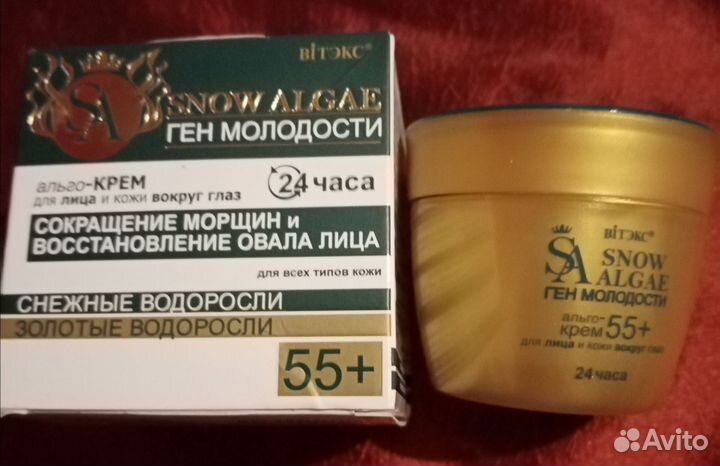 ВІТЭКС®
SA
SNOW ALGAE
ГЕН МОЛОДОСТИ
альго-КРЕМ
для лица и кожи вокруг глаз
24 часа
СОКРАЩЕНИЕ МОРЩИН и
ВОССТАНОВЛЕНИЕ ОВАЛА ЛИЦА
для всех типов кожи
СНЕЖНЫЕ ВОДОРОСЛИ
ЗОЛОТЫЕ ВОДОРОСЛИ
55+
ВІТЭКС®
SA
SNOW
ALGAE
ГЕН МОЛОДОСТИ
альго-
крем 55+
для лица и кожи вокруг глаз
24 часа
Avito